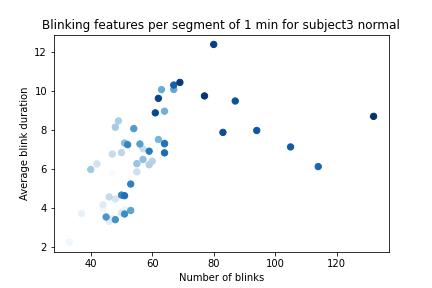 Blinking features per segment of 1 min for subject3 normal
12
10
8
6
4
2
Average blink duration
40 60 80 100 120
Number of blinks